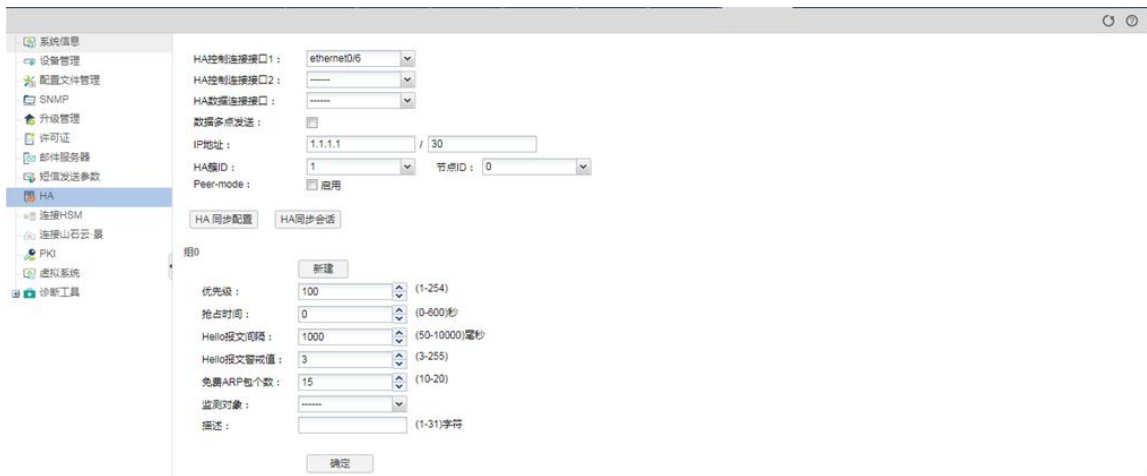 系统信息
设备管理
配置文件管理
SNMP
升级管理
许可证
邮件服务器
短信发送参数
HA
连接HSM
连接山石云·景
PKI
虚拟系统
诊断工具
HA控制连接接口1： ethernet0/6
HA控制连接接口2： ------
HA数据连接接口： ------
数据多点发送：
IP地址： 1.1.1.1 / 30
HA簇ID： 1 节点ID： 0
Peer-mode： 启用
HA 同步配置 HA同步会话
组0
新建
优先级： 100 (1-254)
抢占时间： 0 (0-600)秒
Hello报文间隔： 1000 (50-10000)毫秒
Hello报文警戒值： 3 (3-255)
免费ARP包个数： 15 (10-20)
监测对象： ------
描述： (1-31)字符
确定